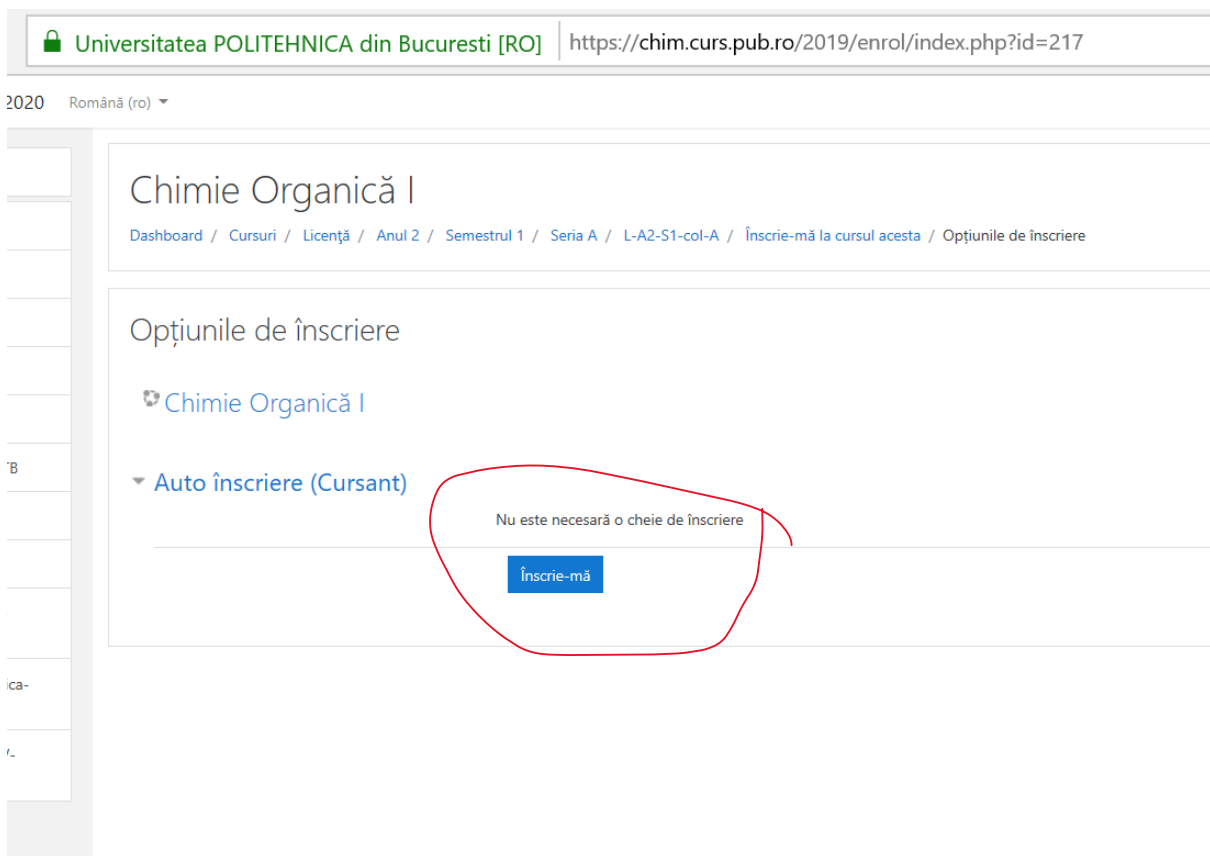 Universitatea POLITEHNICA din Bucuresti [RO] https://chim.curs.pub.ro/2019/enrol/index.php?id=217
2020 Română (ro)
Chimie Organică I
Dashboard / Cursuri / Licenţă / Anul 2 / Semestrul 1 / Seria A / L-A2-S1-col-A / Înscrie-mă la cursul acesta / Opțiunile de înscriere
Opțiunile de înscriere
Chimie Organică I
Auto înscriere (Cursant)
Nu este necesară o cheie de înscriere
Înscrie-mă
ica-